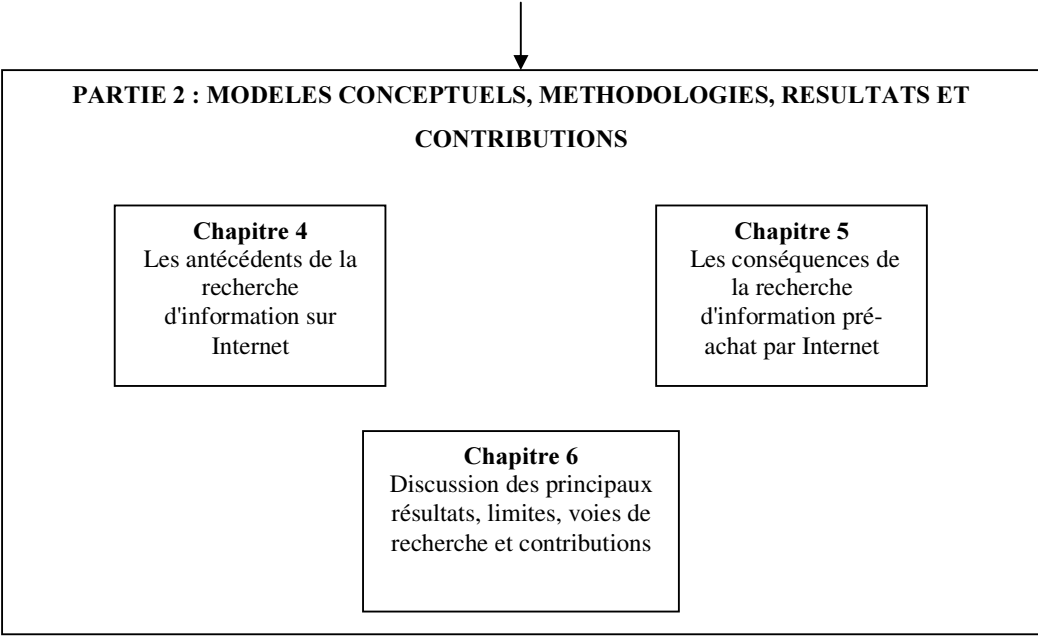 PARTIE 2 : MODELES CONCEPTUELS, METHODOLOGIES, RESULTATS ET
CONTRIBUTIONS
Chapitre 4
Les antécédents de la
recherche
d'information sur
Internet
Chapitre 5
Les conséquences de
la recherche
d'information pré-
achat par Internet
Chapitre 6
Discussion des principaux
résultats, limites, voies de
recherche et contributions